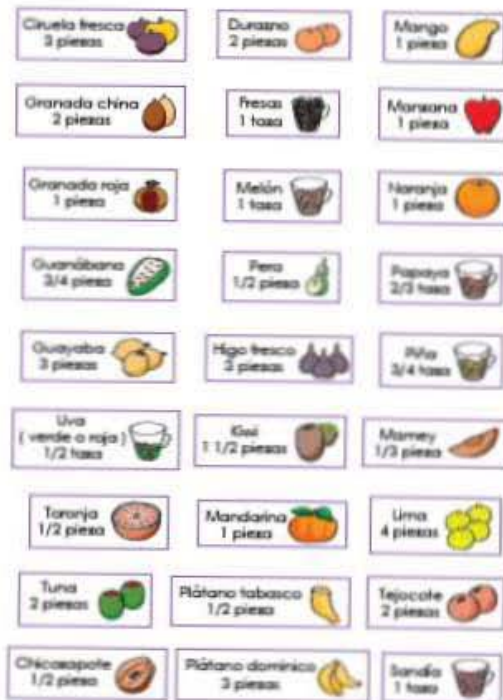 Ciruela fresca
3 piezas
Durazno
2 piezas
Mango
1 pieza
Granada china
2 piezas
Fresas
1 taza
Manzana
1 pieza
Granada roja
1 pieza
Melón
1 taza
Naranja
1 pieza
Guanábana
3/4 pieza
Pera
1/2 pieza
Papaya
2/3 taza
Guayaba
3 piezas
Higo fresco
piezas
Piña
3/4 taza
Uva
( verde o roja )
1/2 taza
Kiwi
1 1/2 piezas
Mamey
1/3 pieza
Toronja
1/2 pieza
Mandarina
1 pieza
Lima
4 piezas
Tuna
2 piezas
Plátano tabasco
1/2 pieza
Tejocote
2 piezas
Chicozapote
1/2 pieza
Plátano dominico
3 piezas
Sandía
1 taza